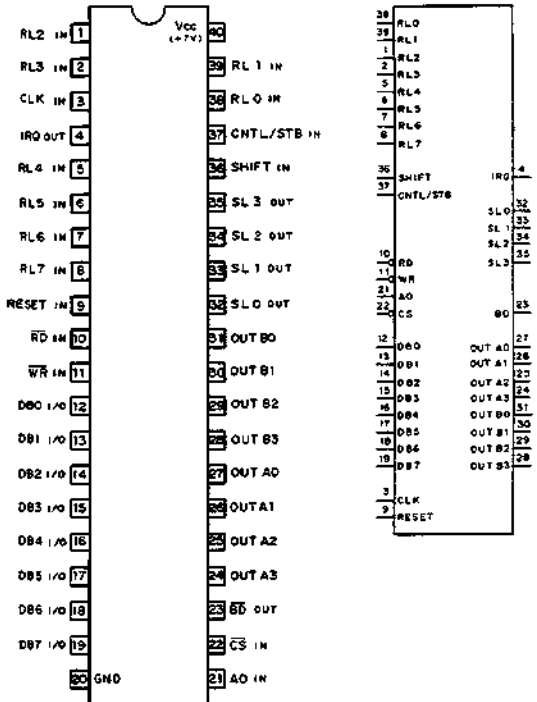 RL2 IN 1
RL3 IN 2
CLK IN 3
IRQ OUT 4
RL4 IN 5
RL5 IN 6
RL6 IN 7
RL7 IN 8
RESET IN 9
R̅D̅ IN 10
W̅R̅ IN 11
DB0 I/O 12
DB1 I/O 13
DB2 I/O 14
DB3 I/O 15
DB4 I/O 16
DB5 I/O 17
DB6 I/O 18
DB7 I/O 19
20 GND
Vcc 40
(+7V)
39 RL 1 IN
38 RL 0 IN
37 CNTL/STB IN
36 SHIFT IN
35 SL 3 OUT
34 SL 2 OUT
33 SL 1 OUT
32 SL 0 OUT
31 OUT B0
30 OUT B1
29 OUT B2
28 OUT B3
27 OUT A0
26 OUT A1
25 OUT A2
24 OUT A3
23 B̅D̅ OUT
22 C̅S̅ IN
21 A0 IN
38 RL0
39 RL1
1 RL2
2 RL3
5 RL4
6 RL5
7 RL6
8 RL7
36 SHIFT
37 CNTL/STB
10 RD
11 WR
21 A0
22 CS
12 DB0
13 DB1
14 DB2
15 DB3
16 DB4
17 DB5
18 DB6
19 DB7
3 CLK
9 RESET
IRQ 4
SL0 32
SL 1 33
SL2 34
SL3 35
BD 23
OUT A0 27
OUT A1 26
OUT A2 25
OUT A3 24
OUT B0 31
OUT B1 30
OUT B2 29
OUT B3 28